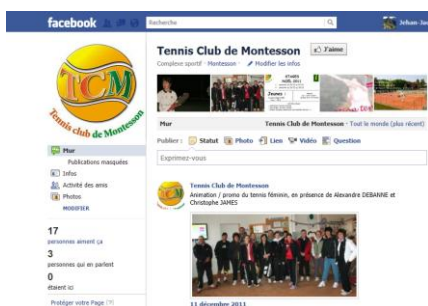 facebook
Recherche
Tennis Club de Montesson
J'aime
Complexe sportif · Montesson · Modifier les infos
TCM
Tennis club de Montesson
Mur
Tennis Club de Montesson · Tout le monde (plus récent)
Publier : Statut Photo Lien Vidéo Question
Exprimez-vous
Mur
Publications masquées
Infos
Activité des amis
Photos
MODIFIER
17
personnes aiment ça
3
personnes qui en parlent
0
étaient ici
Protéger votre Page [?]
Tennis Club de Montesson
Animation / promo du tennis féminin, en présence de Alexandre DEBANNE et
Christophe JAMES
11 décembre 2011